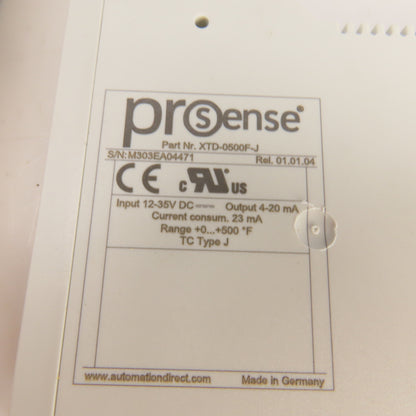 prosense®
Part Nr. XTD-0500F-J
S/N:M303EA04471 Rel. 01.01.04
CE c RU US
Input 12-35V DC Output 4-20 mA
Current consum. 23 mA
Range +0...+500 °F
TC Type J
www.automationdirect.com Made in Germany